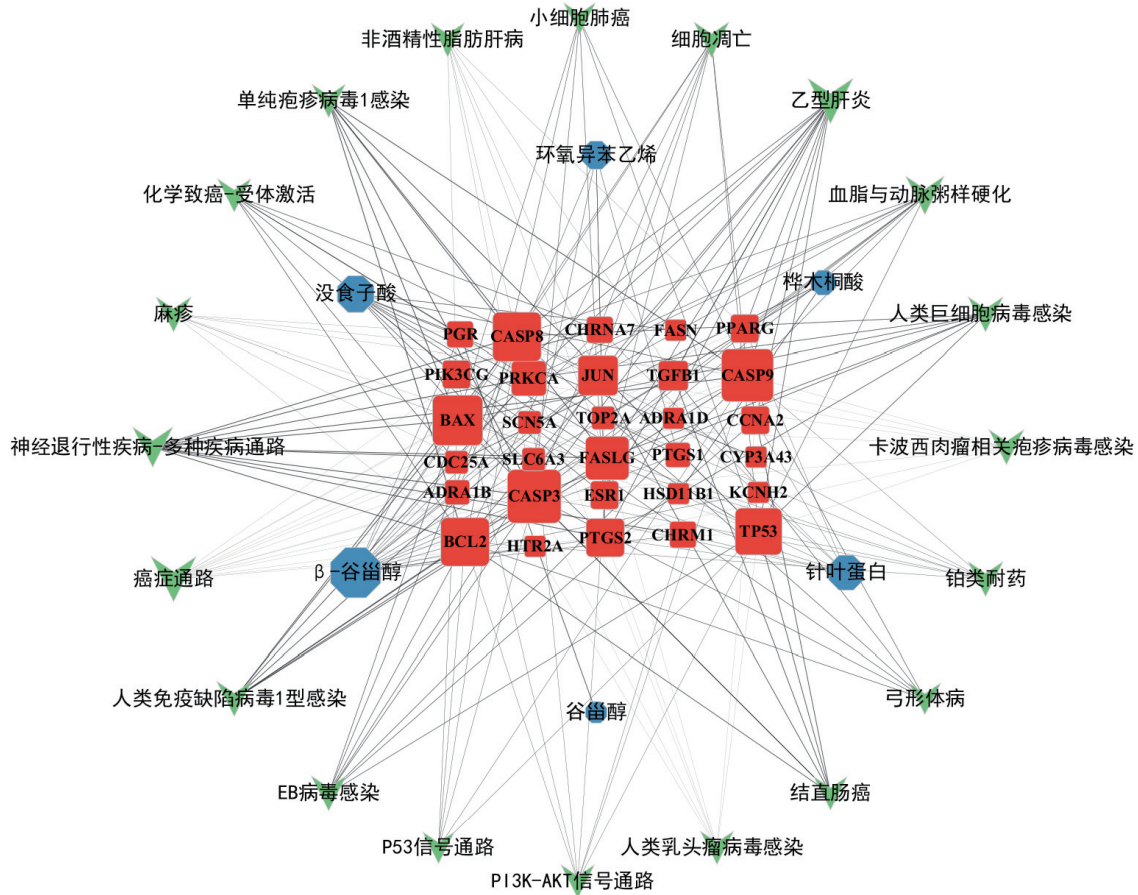 小细胞肺癌
非酒精性脂肪肝病
细胞凋亡
单纯疱疹病毒1感染
乙型肝炎
环氧异苯乙烯
化学致癌-受体激活
血脂与动脉粥样硬化
没食子酸
桦木桐酸
麻疹
人类巨细胞病毒感染
PGR
CASP8
CHRNA7
FASN
PPARG
PIK3CG
PRKCA
JUN
TGFB1
CASP9
BAX
SCN5A
TOP2A
ADRA1D
CCNA2
神经退行性疾病-多种疾病通路
卡波西肉瘤相关孢疹病毒感染
CDC25A
SLC6A3
FASLG
PTGS1
CYP3A43
ADRA1B
CASP3
ESR1
HSD11B1
KCNH2
BCL2
HTR2A
PTGS2
CHRM1
TP53
癌症通路
β-谷甾醇
针叶蛋白
铂类耐药
人类免疫缺陷病毒1型感染
谷甾醇
弓形体病
EB病毒感染
结直肠癌
P53信号通路
人类乳头瘤病毒感染
PI3K-AKT信号通路